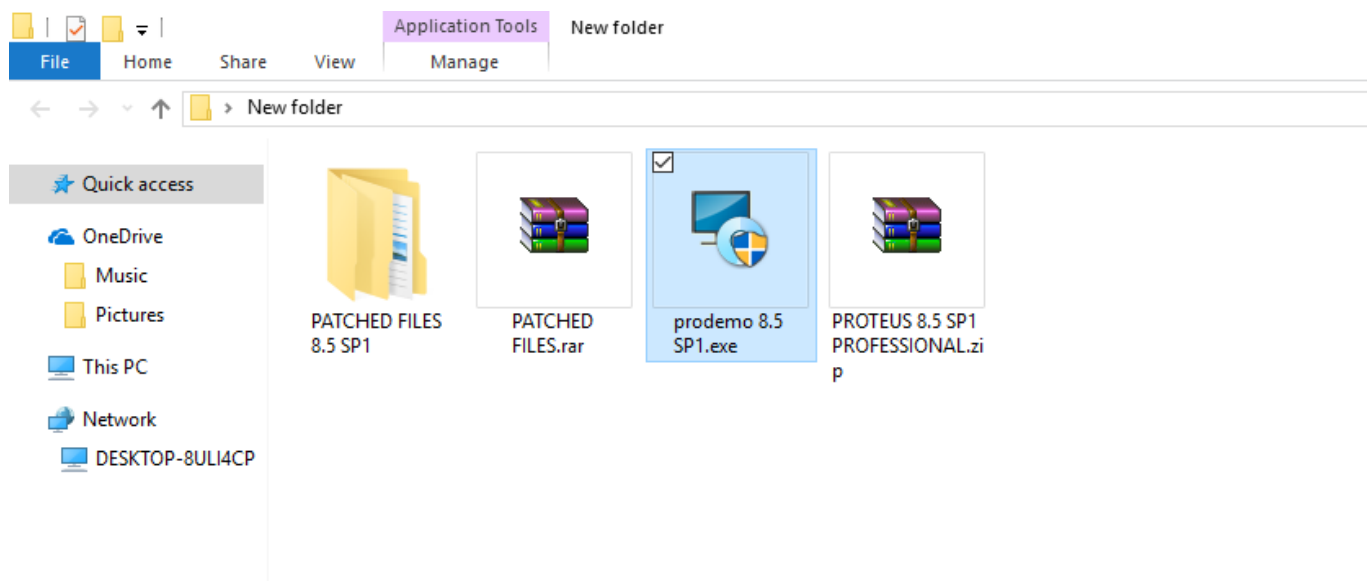 Application Tools New folder
File Home Share View Manage
New folder
Quick access
OneDrive
Music
Pictures
This PC
Network
DESKTOP-8ULI4CP
PATCHED FILES
8.5 SP1
PATCHED
FILES.rar
prodemo 8.5
SP1.exe
PROTEUS 8.5 SP1
PROFESSIONAL.zi
p